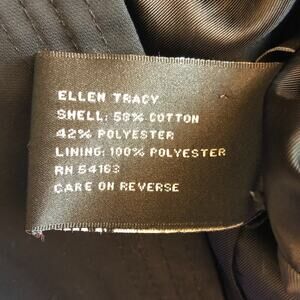 ELLEN TRACY
SHELL: 58% COTTON
42% POLYESTER
LINING: 100% POLYESTER
RN 54163
CARE ON REVERSE